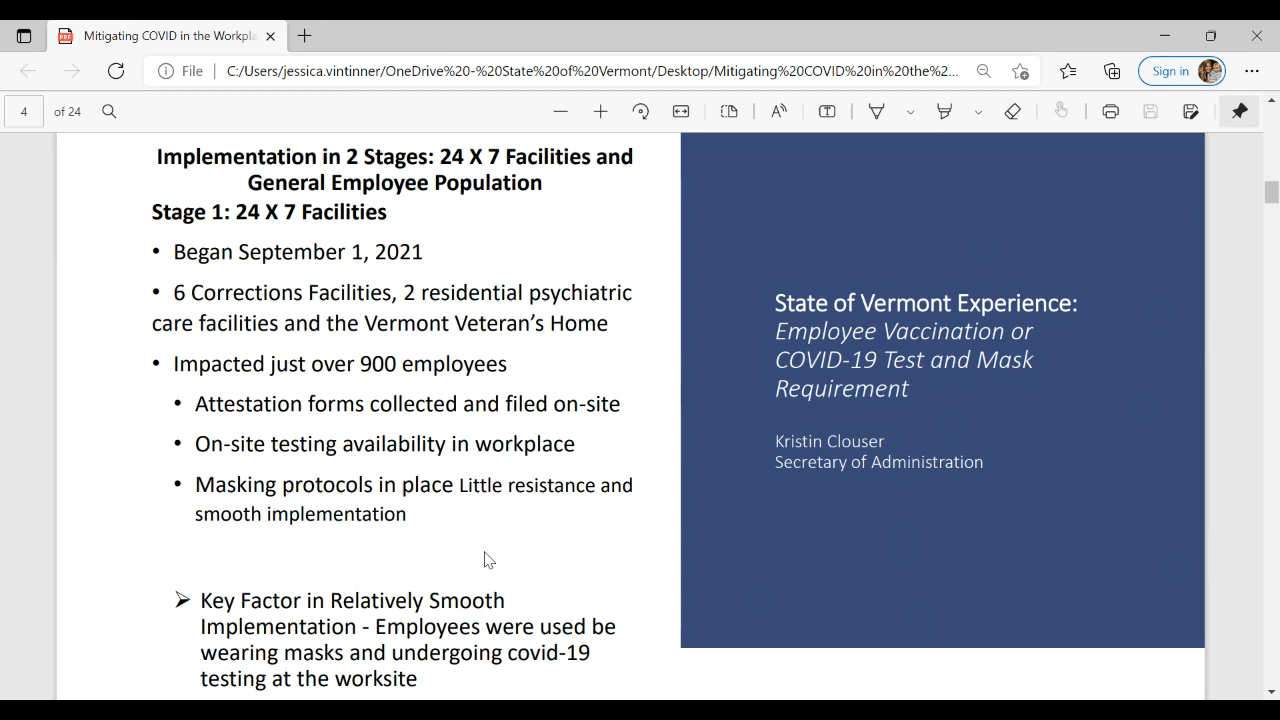 Mitigating COVID in the Workpla
File
C:/Users/jessica.vintinner/OneDrive%20-%20State%20of%20Vermont/Desktop/Mitigating%20COVID%20in%20the%2...
Sign in
4 of 24
Implementation in 2 Stages: 24 X 7 Facilities and
General Employee Population
Stage 1: 24 X 7 Facilities
• Began September 1, 2021
• 6 Corrections Facilities, 2 residential psychiatric
care facilities and the Vermont Veteran's Home
• Impacted just over 900 employees
• Attestation forms collected and filed on-site
• On-site testing availability in workplace
• Masking protocols in place Little resistance and
smooth implementation
➢ Key Factor in Relatively Smooth
Implementation - Employees were used be
wearing masks and undergoing covid-19
testing at the worksite
State of Vermont Experience:
Employee Vaccination or
COVID-19 Test and Mask
Requirement
Kristin Clouser
Secretary of Administration